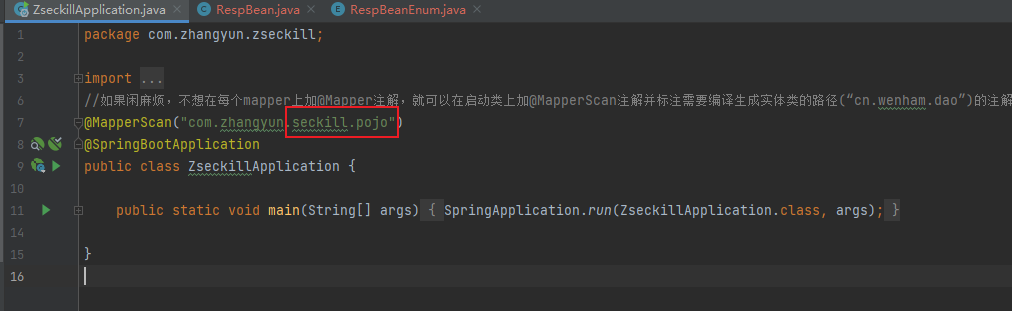 ZseckillApplication.java RespBean.java RespBeanEnum.java
1 package com.zhangyun.zseckill;
2
3 import ...
6 //如果闲麻烦，不想在每个mapper上加@Mapper注解，就可以在启动类上加@MapperScan注解并标注需要编译生成实体类的路径(“cn.wenham.dao”)的注解
7 @MapperScan("com.zhangyun.seckill.pojo")
8 @SpringBootApplication
9 public class ZseckillApplication {
10
11 public static void main(String[] args) { SpringApplication.run(ZseckillApplication.class, args); }
14
15 }
16